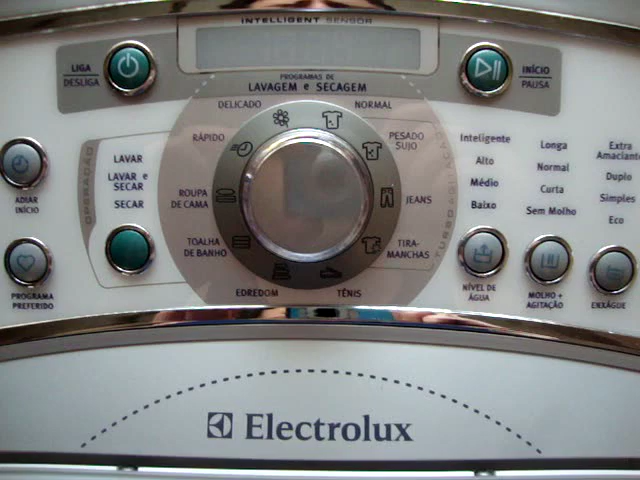 INTELLIGENT SENSOR
LIGA
DESLIGA
INÍCIO
PAUSA
PROGRAMAS DE
LAVAGEM e SECAGEM
DELICADO
NORMAL
RÁPIDO
PESADO
SUJO
ROUPA
DE CAMA
JEANS
TOALHA
DE BANHO
TIRA-
MANCHAS
EDREDOM
TÊNIS
TURBO AGITAÇÃO
OPERAÇÃO
LAVAR
LAVAR e
SECAR
SECAR
ADIAR
INÍCIO
PROGRAMA
PREFERIDO
Inteligente
Alto
Médio
Baixo
NÍVEL DE
ÁGUA
Longa
Normal
Curta
Sem Molho
MOLHO +
AGITAÇÃO
Extra
Amaciante
Duplo
Simples
Eco
ENXÁGUE
Electrolux